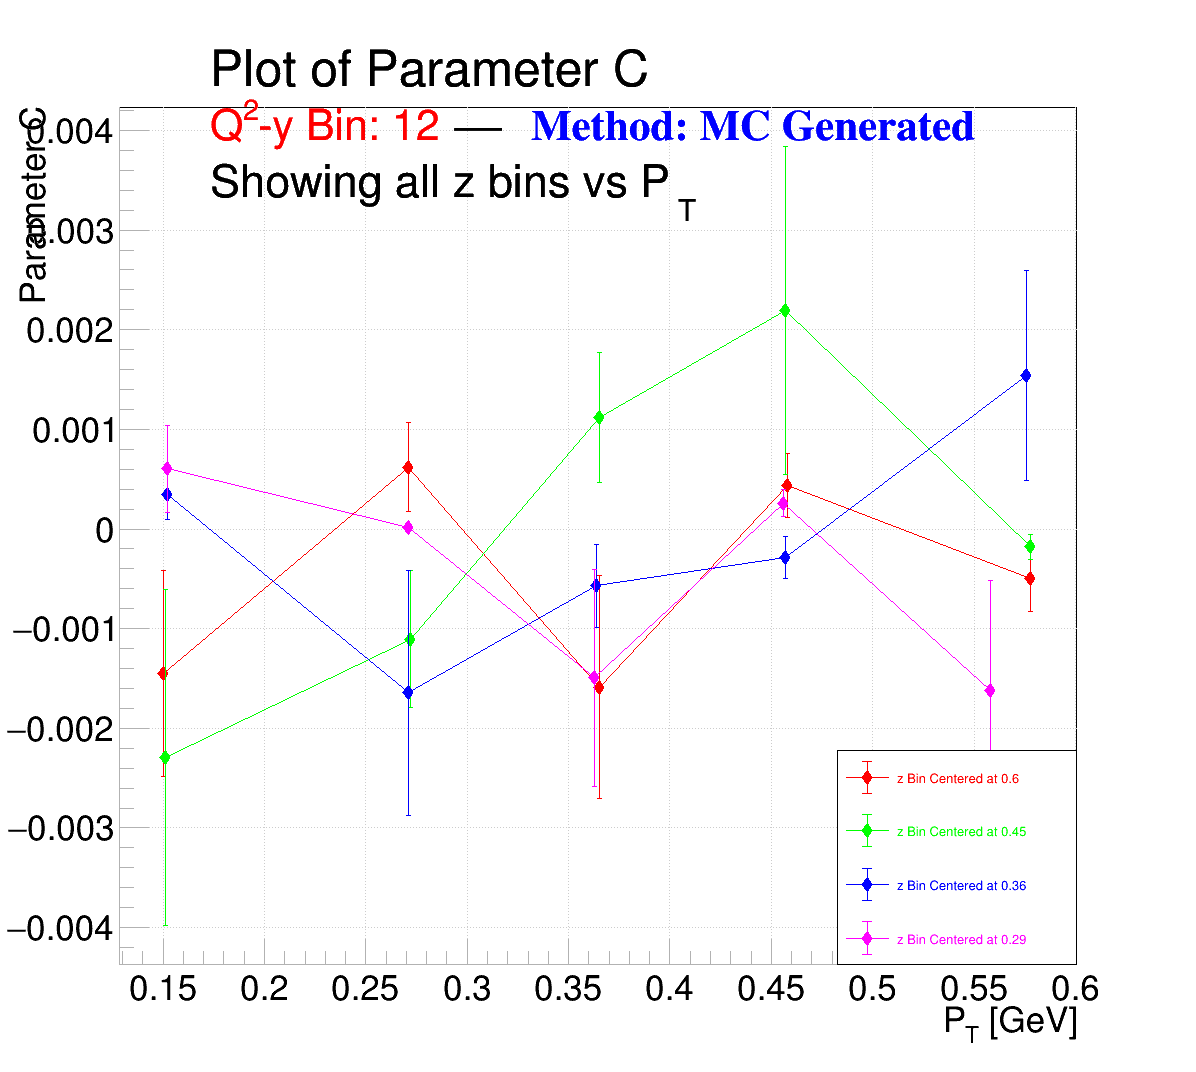 Plot of Parameter C
Q²-y Bin: 12 — Method: MC Generated
Showing all z bins vs P_T
Parameter C
0.004
0.003
0.002
0.001
0
−0.001
−0.002
−0.003
−0.004
z Bin Centered at 0.6
z Bin Centered at 0.45
z Bin Centered at 0.36
z Bin Centered at 0.29
0.15 0.2 0.25 0.3 0.35 0.4 0.45 0.5 0.55 0.6
P_T [GeV]